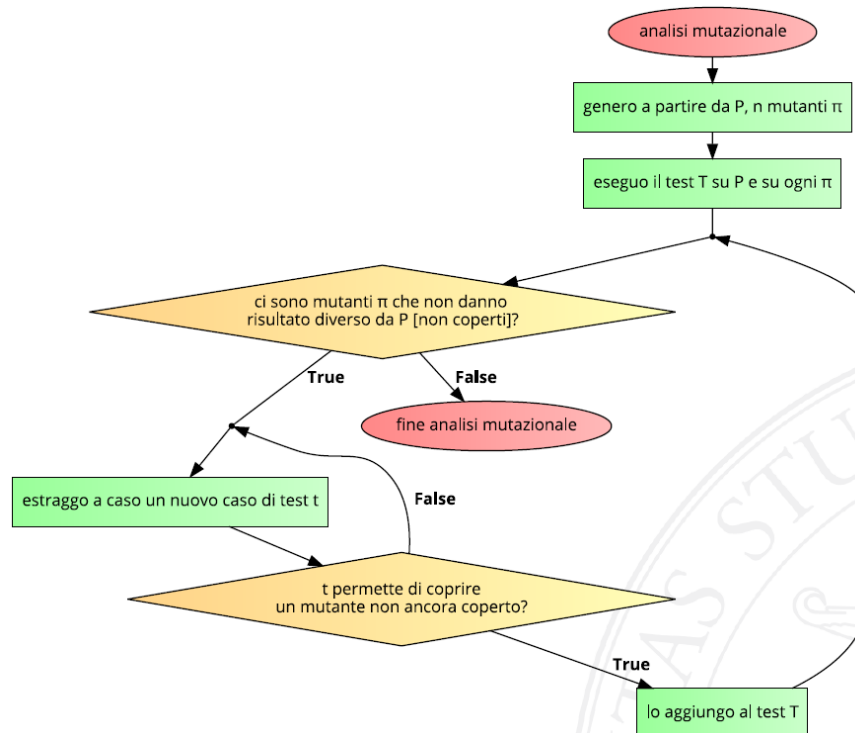 analisi mutazionale
genero a partire da P, n mutanti π
eseguo il test T su P e su ogni π
ci sono mutanti π che non danno
risultato diverso da P [non coperti]?
True
False
fine analisi mutazionale
estraggo a caso un nuovo caso di test t
False
t permette di coprire
un mutante non ancora coperto?
True
lo aggiungo al test T
TAS STU